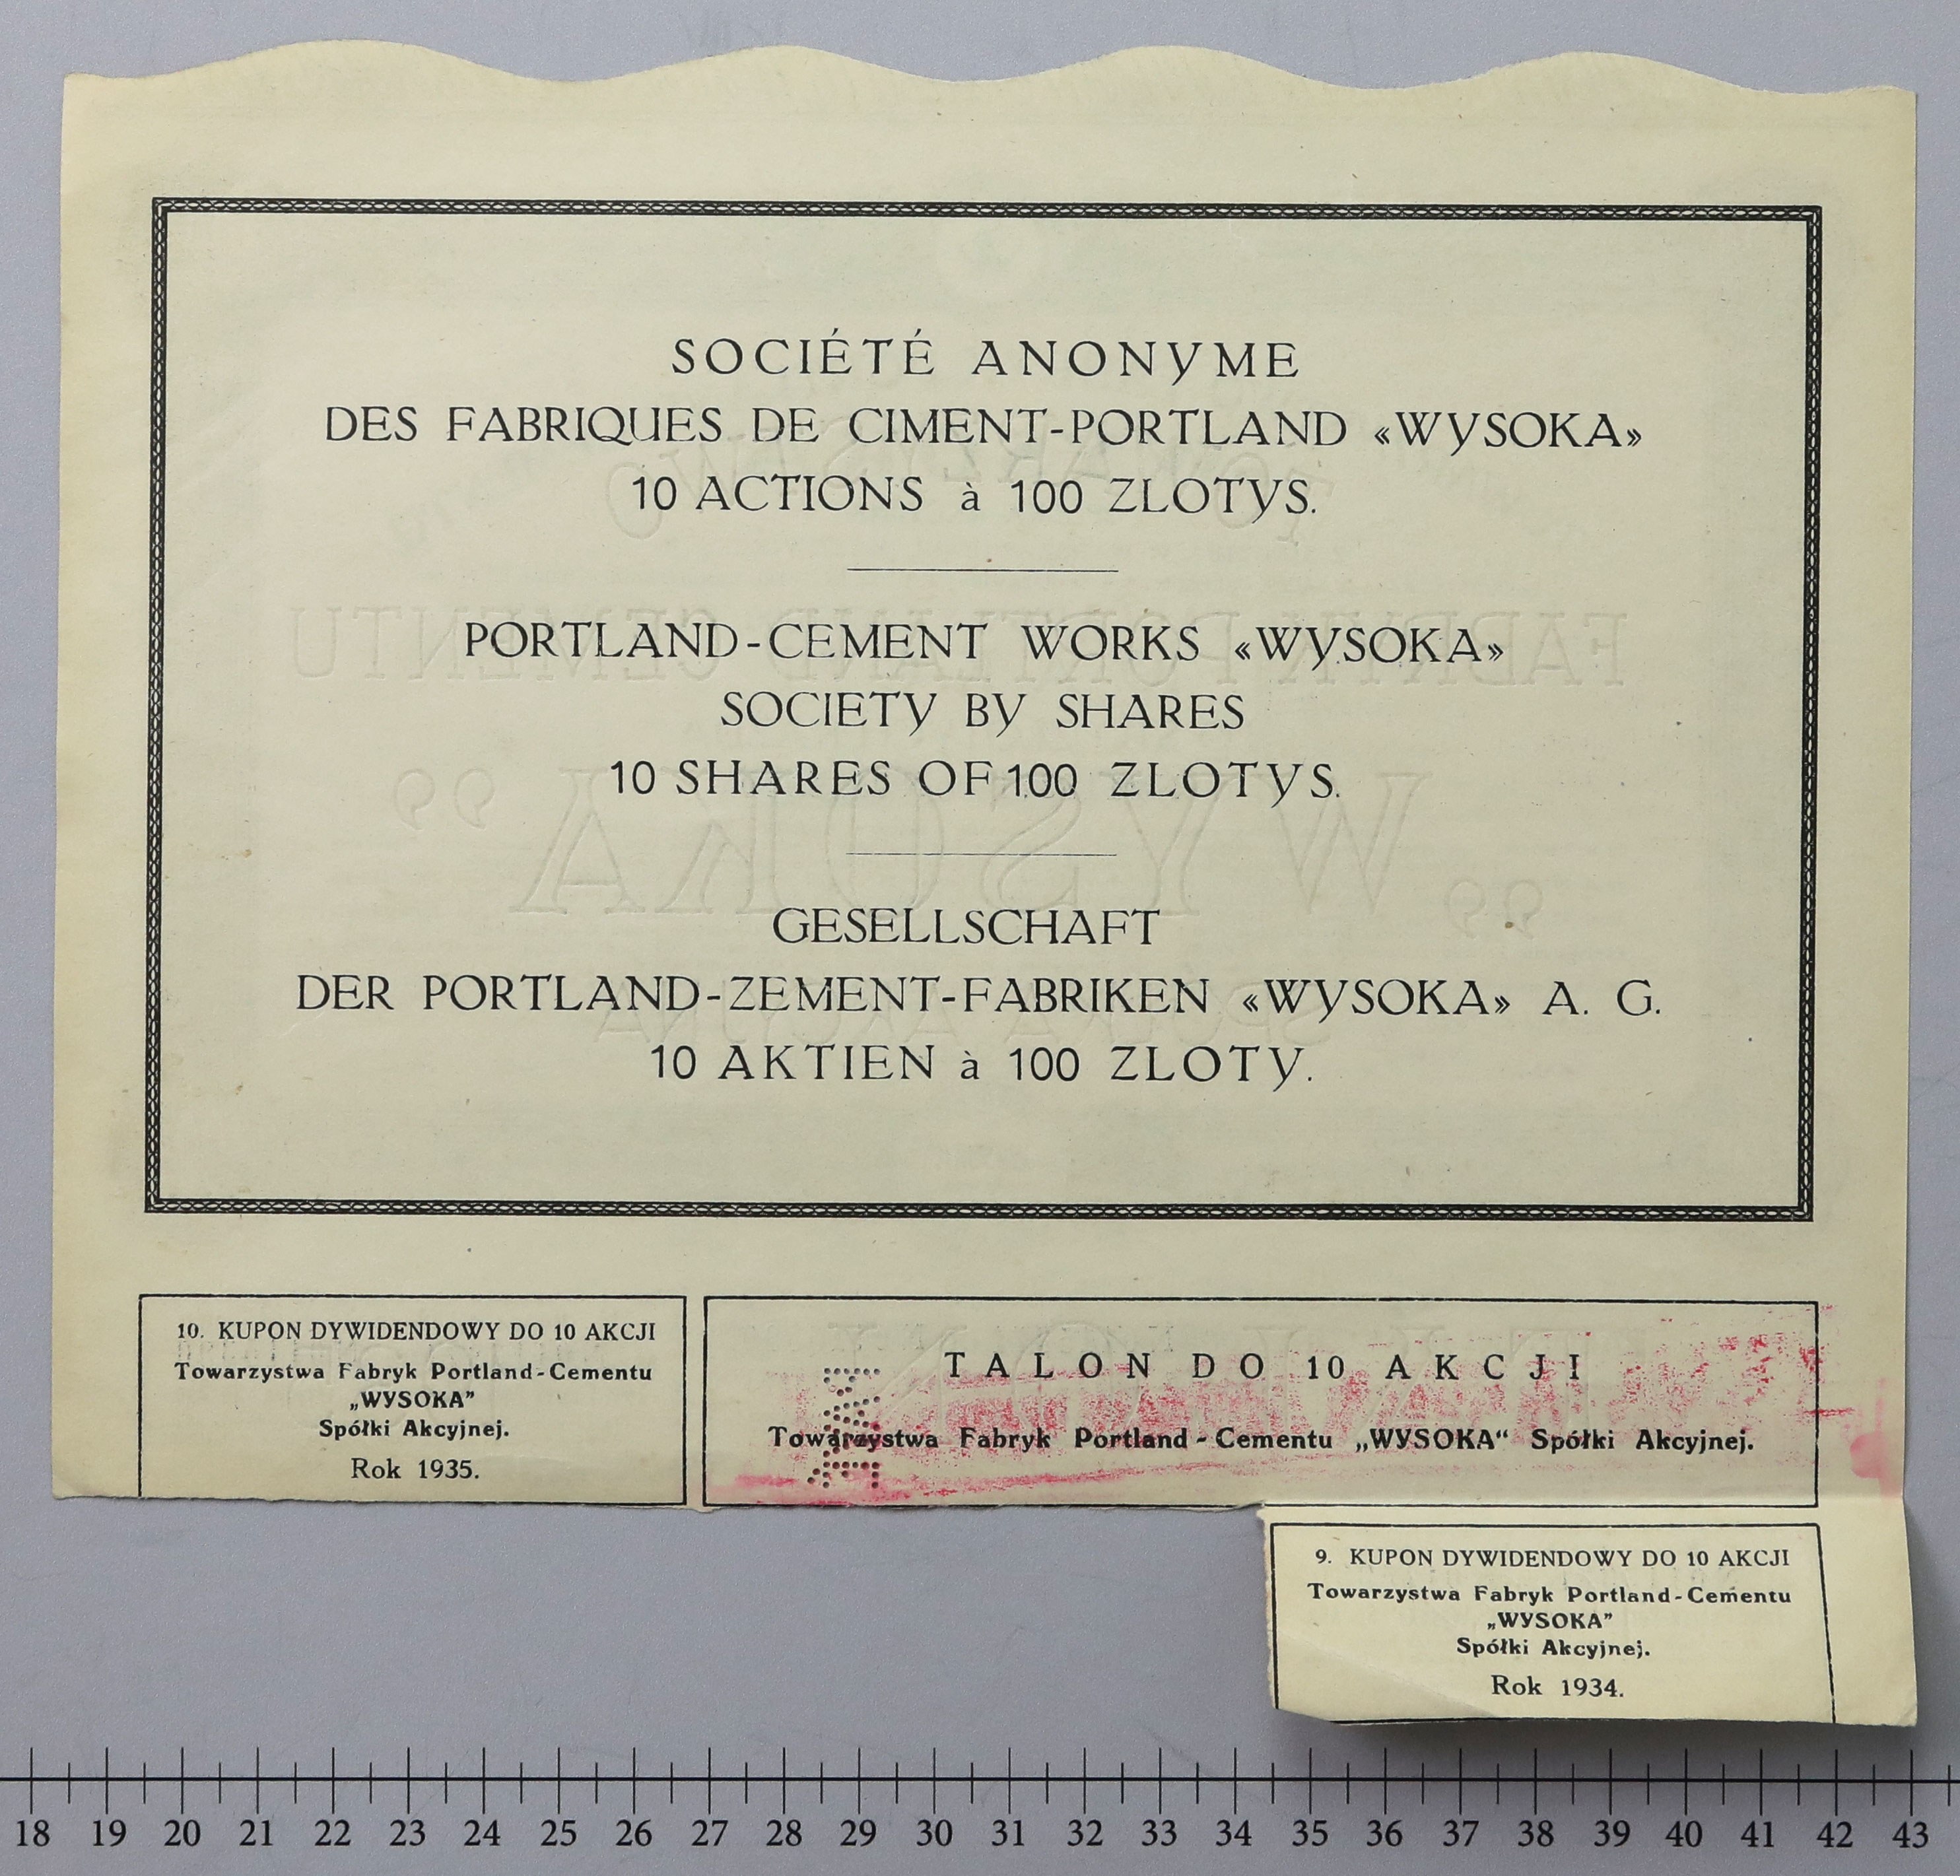 SOCIÉTÉ ANONYME
DES FABRIQUES DE CIMENT-PORTLAND «WYSOKA»
10 ACTIONS à 100 ZLOTYS.
PORTLAND-CEMENT WORKS «WYSOKA»
SOCIETY BY SHARES
10 SHARES OF 100 ZLOTYS.
GESELLSCHAFT
DER PORTLAND-ZEMENT-FABRIKEN «WYSOKA» A. G.
10 AKTIEN à 100 ZLOTY.
10. KUPON DYWIDENDOWY DO 10 AKCJI
Towarzystwa Fabryk Portland-Cementu
„WYSOKA”
Spółki Akcyjnej.
Rok 1935.
TALON DO 10 AKCJI
Towarzystwa Fabryk Portland-Cementu „WYSOKA“ Spółki Akcyjnej.
9. KUPON DYWIDENDOWY DO 10 AKCJI
Towarzystwa Fabryk Portland-Cementu
„WYSOKA”
Spółki Akcyjnej.
Rok 1934.
18 19 20 21 22 23 24 25 26 27 28 29 30 31 32 33 34 35 36 37 38 39 40 41 42 43